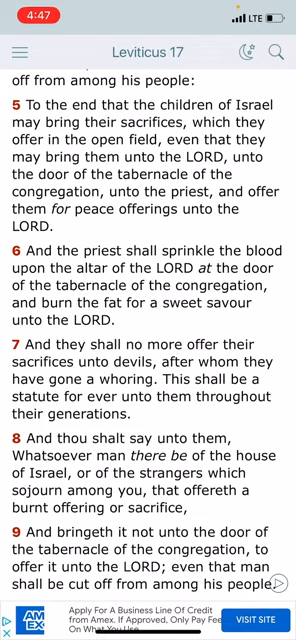 4:47
LTE
Leviticus 17
off from among his people:
5 To the end that the children of Israel
may bring their sacrifices, which they
offer in the open field, even that they
may bring them unto the LORD, unto
the door of the tabernacle of the
congregation, unto the priest, and offer
them for peace offerings unto the
LORD.
6 And the priest shall sprinkle the blood
upon the altar of the LORD at the door
of the tabernacle of the congregation,
and burn the fat for a sweet savour
unto the LORD.
7 And they shall no more offer their
sacrifices unto devils, after whom they
have gone a whoring. This shall be a
statute for ever unto them throughout
their generations.
8 And thou shalt say unto them,
Whatsoever man there be of the house
of Israel, or of the strangers which
sojourn among you, that offereth a
burnt offering or sacrifice,
9 And bringeth it not unto the door of
the tabernacle of the congregation, to
offer it unto the LORD; even that man
shall be cut off from among his people.
AM
EX
Apply For A Business Line Of Credit
from Amex. If Approved, Only Pay Fees
On What You Use.
VISIT SITE